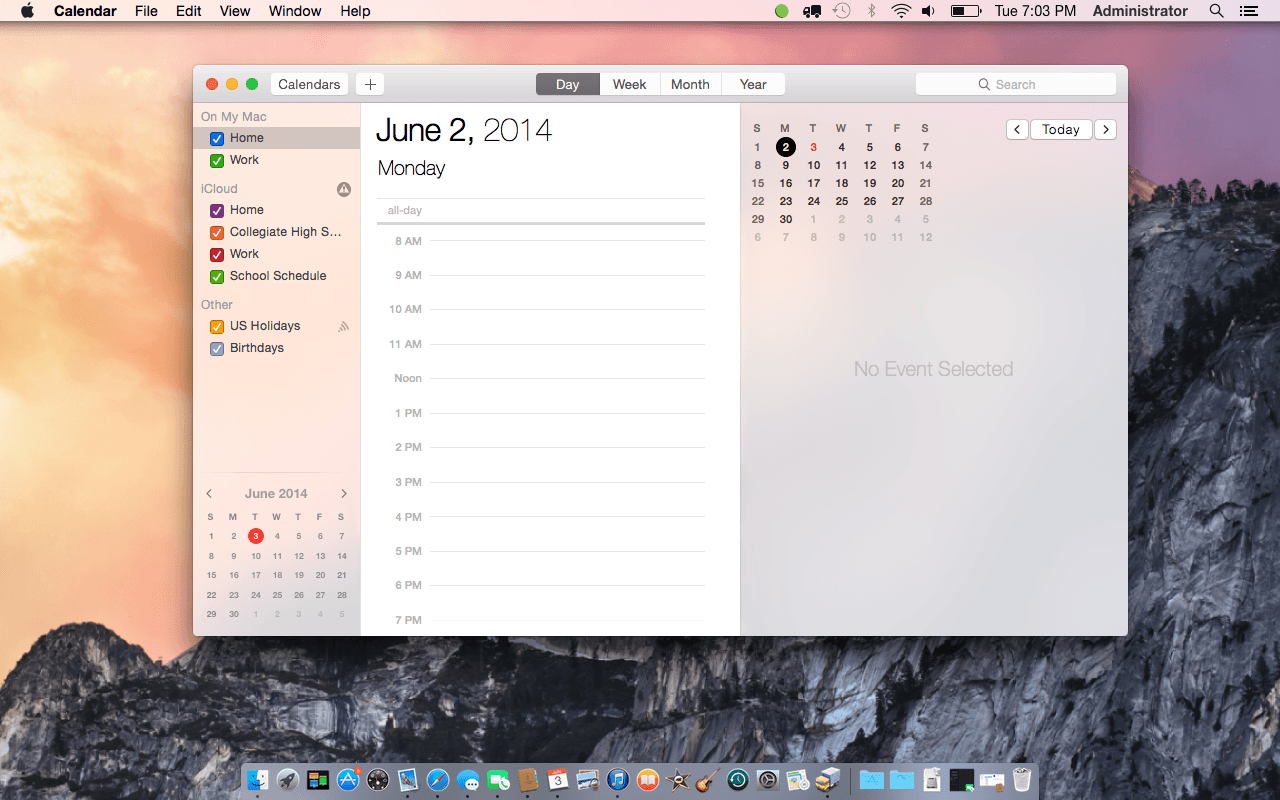 Calendar File Edit View Window Help Tue 7:03 PM Administrator
Calendars + Day Week Month Year Search
On My Mac
Home
Work
iCloud
Home
Collegiate High S...
Work
School Schedule
Other
US Holidays
Birthdays
June 2014
S M T W T F S
1 2 3 4 5 6 7
8 9 10 11 12 13 14
15 16 17 18 19 20 21
22 23 24 25 26 27 28
29 30 1 2 3 4 5
June 2, 2014
Monday
all-day
8 AM
9 AM
10 AM
11 AM
Noon
1 PM
2 PM
3 PM
4 PM
5 PM
6 PM
7 PM
S M T W T F S
1 2 3 4 5 6 7
8 9 10 11 12 13 14
15 16 17 18 19 20 21
22 23 24 25 26 27 28
29 30 1 2 3 4 5
6 7 8 9 10 11 12
< Today >
No Event Selected
3